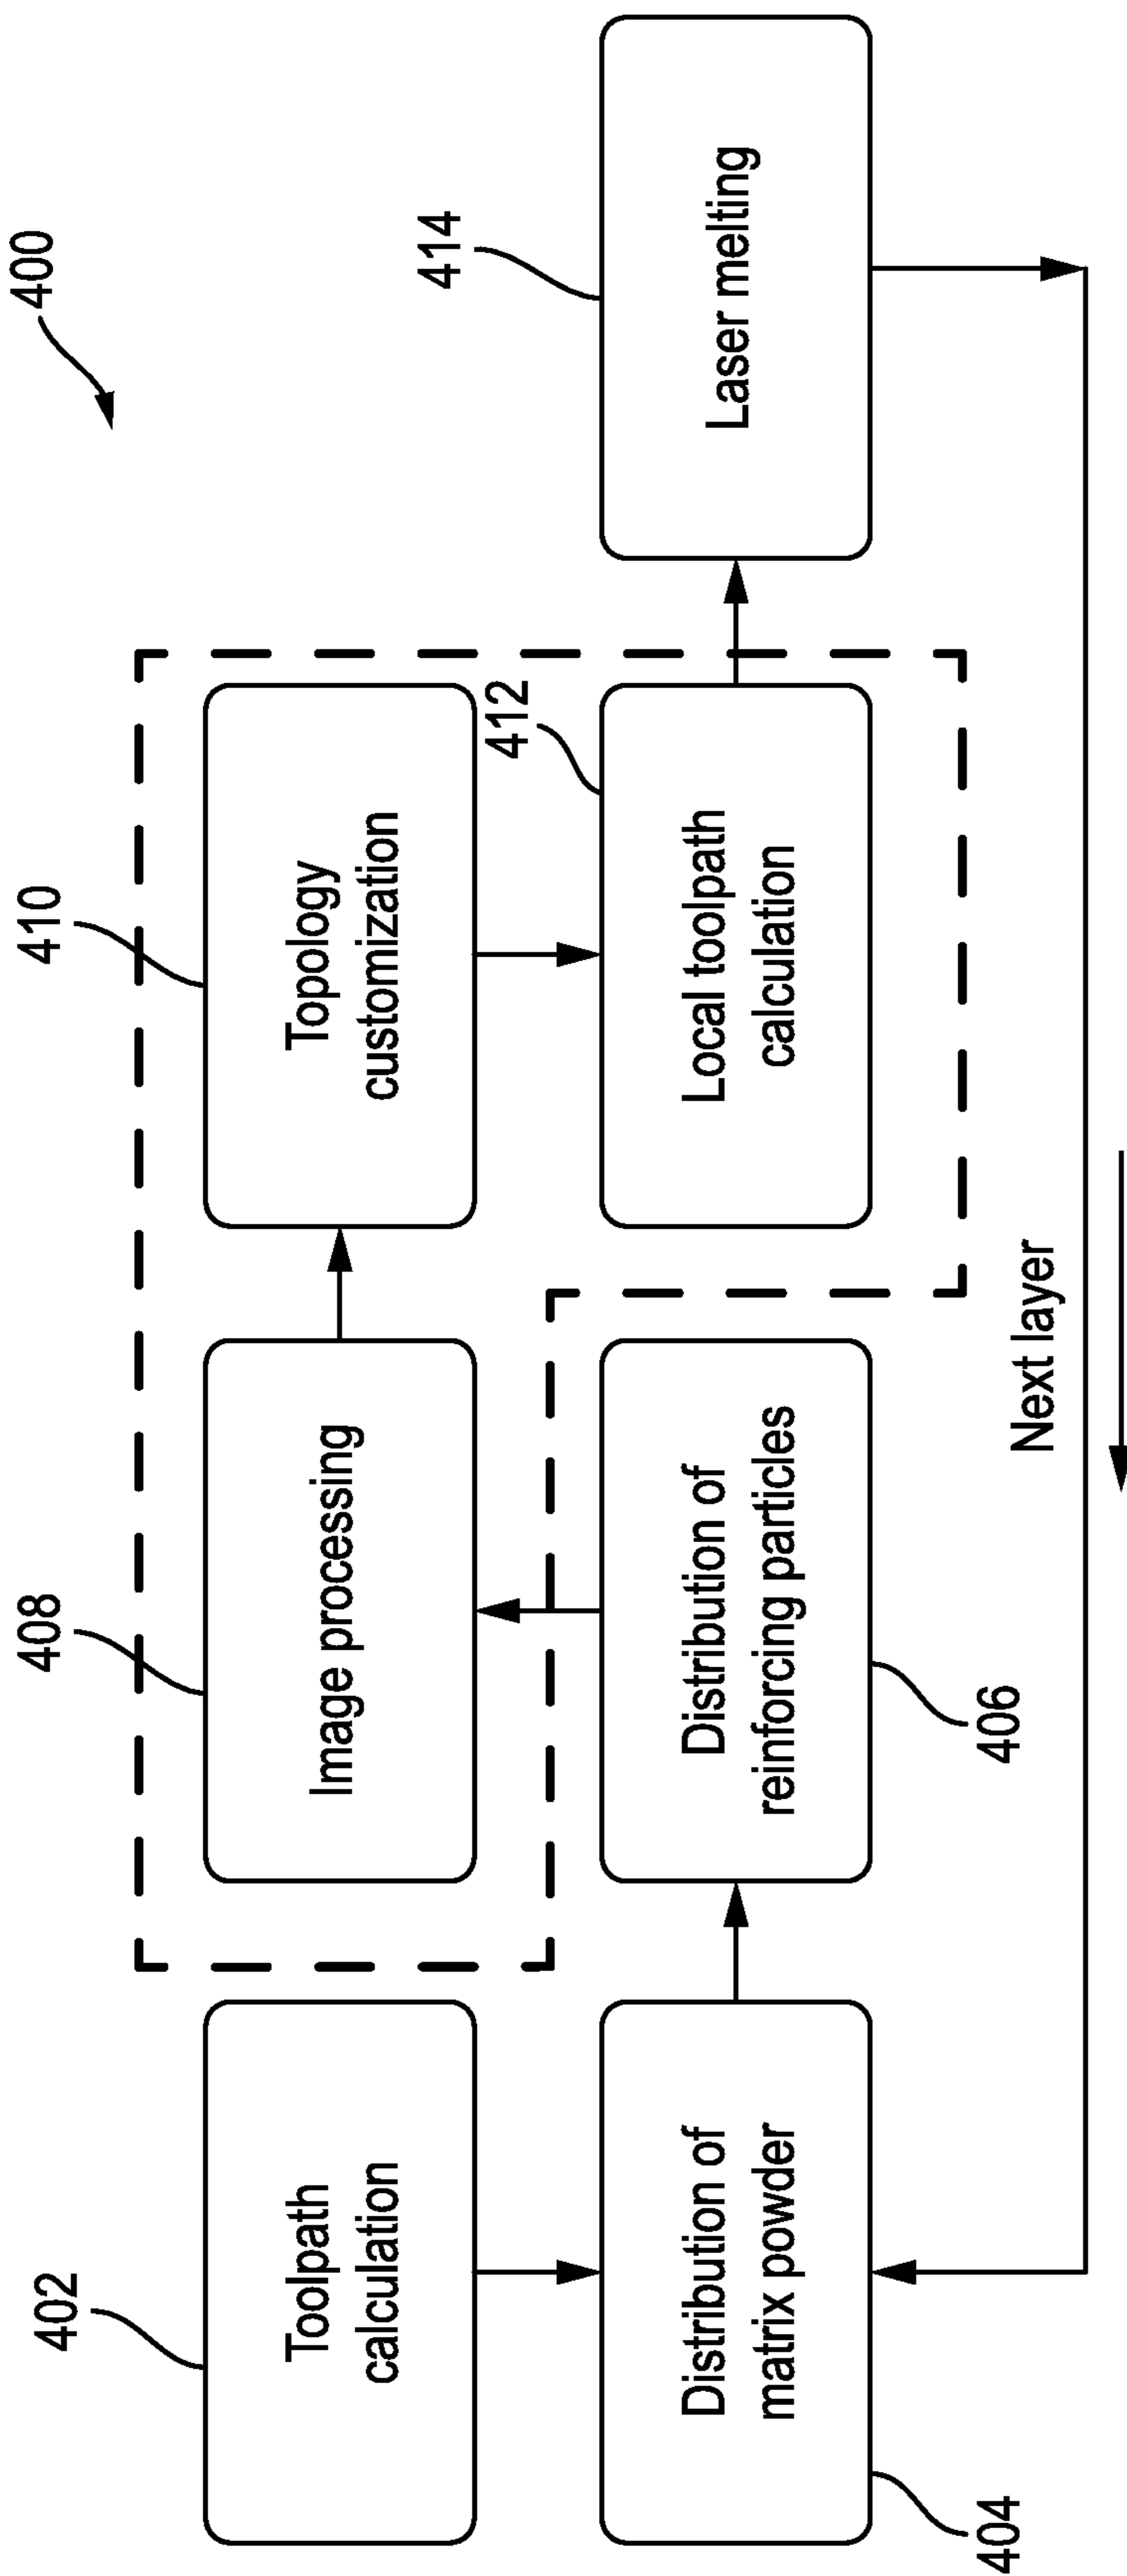 400
402
Toolpath
calculation
408
Image processing
410
Topology
customization
404
Distribution of
matrix powder
406
Distribution of
reinforcing particles
412
Local toolpath
calculation
414
Laser melting
Next layer